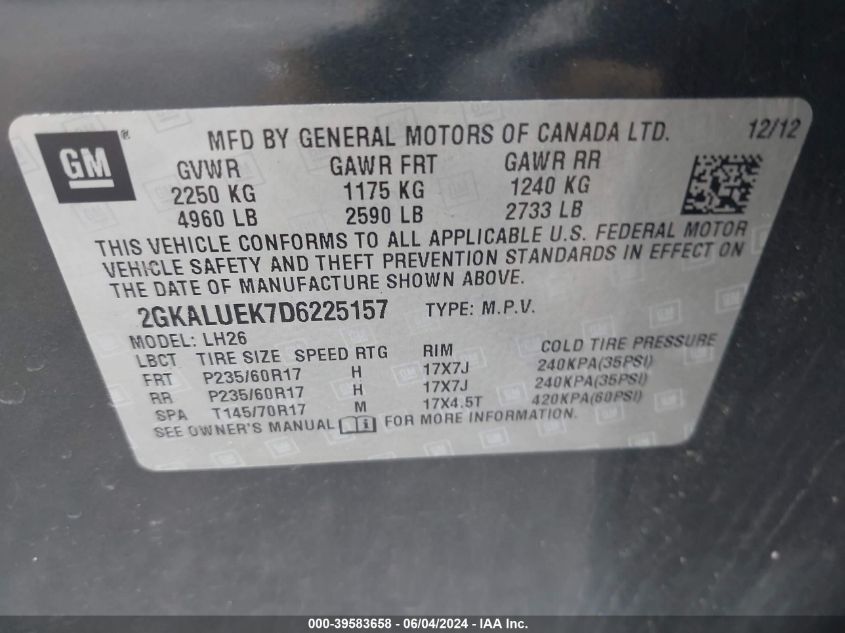 GM ®
MFD BY GENERAL MOTORS OF CANADA LTD. 12/12
GVWR GAWR FRT GAWR RR
2250 KG 1175 KG 1240 KG
4960 LB 2590 LB 2733 LB
THIS VEHICLE CONFORMS TO ALL APPLICABLE U.S. FEDERAL MOTOR
VEHICLE SAFETY AND THEFT PREVENTION STANDARDS IN EFFECT ON
THE DATE OF MANUFACTURE SHOWN ABOVE.
2GKALUEK7D6225157 TYPE: M.P.V.
MODEL: LH26
LBCT TIRE SIZE SPEED RTG RIM COLD TIRE PRESSURE
FRT P235/60R17 H 17X7J 240KPA(35PSI)
RR P235/60R17 H 17X7J 240KPA(35PSI)
SPA T145/70R17 M 17X4.5T 420KPA(60PSI)
SEE OWNER'S MANUAL i FOR MORE INFORMATION.
000-39583658 - 06/04/2024 - IAA Inc.